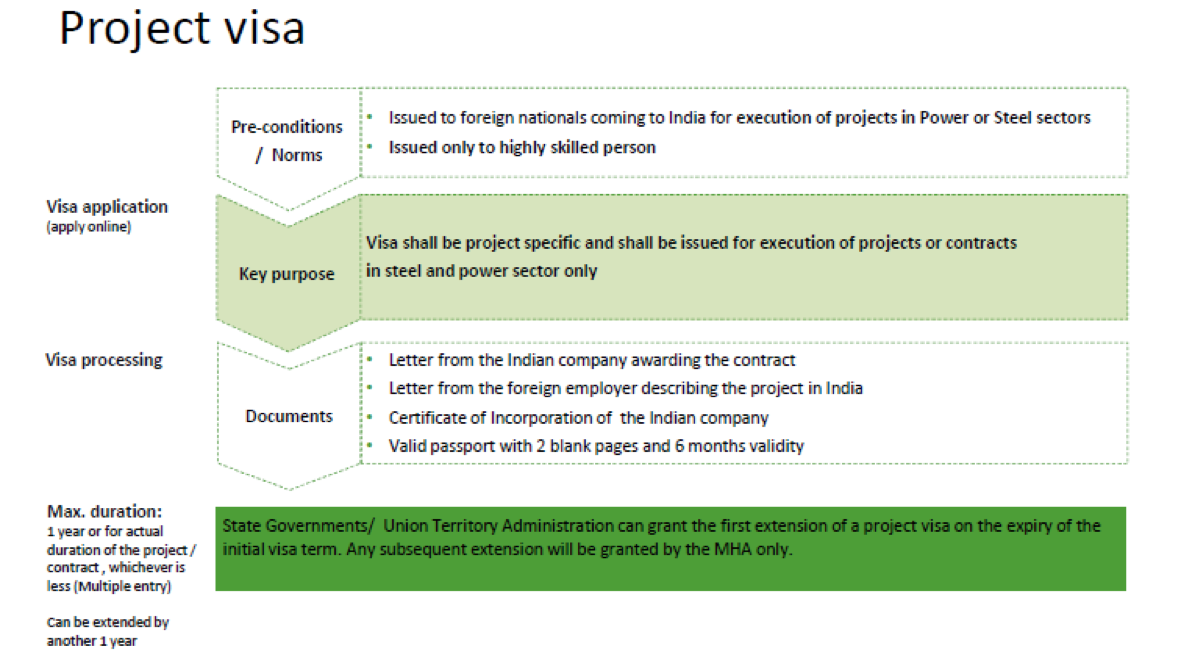 Project visa
Pre-conditions
/ Norms
• Issued to foreign nationals coming to India for execution of projects in Power or Steel sectors
• Issued only to highly skilled person
Visa application
(apply online)
Key purpose
Visa shall be project specific and shall be issued for execution of projects or contracts
in steel and power sector only
Visa processing
Documents
• Letter from the Indian company awarding the contract
• Letter from the foreign employer describing the project in India
• Certificate of Incorporation of the Indian company
• Valid passport with 2 blank pages and 6 months validity
Max. duration:
1 year or for actual
duration of the project /
contract , whichever is
less (Multiple entry)
Can be extended by
another 1 year
State Governments/ Union Territory Administration can grant the first extension of a project visa on the expiry of the
initial visa term. Any subsequent extension will be granted by the MHA only.